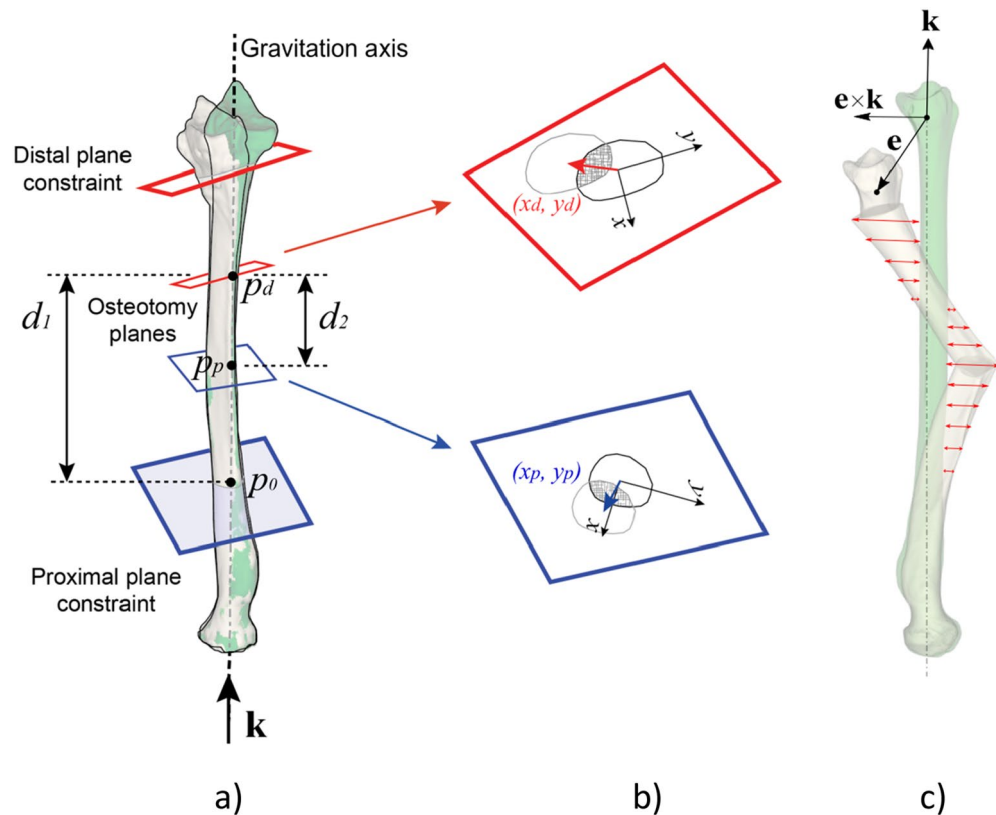 Gravitation axis
Distal plane
constraint
d1
Osteotomy
planes
pd
d2
pp
p0
Proximal plane
constraint
k
a)
(xd, yd)
y
x
(xp, yp)
y
x
b)
k
e×k
e
c)